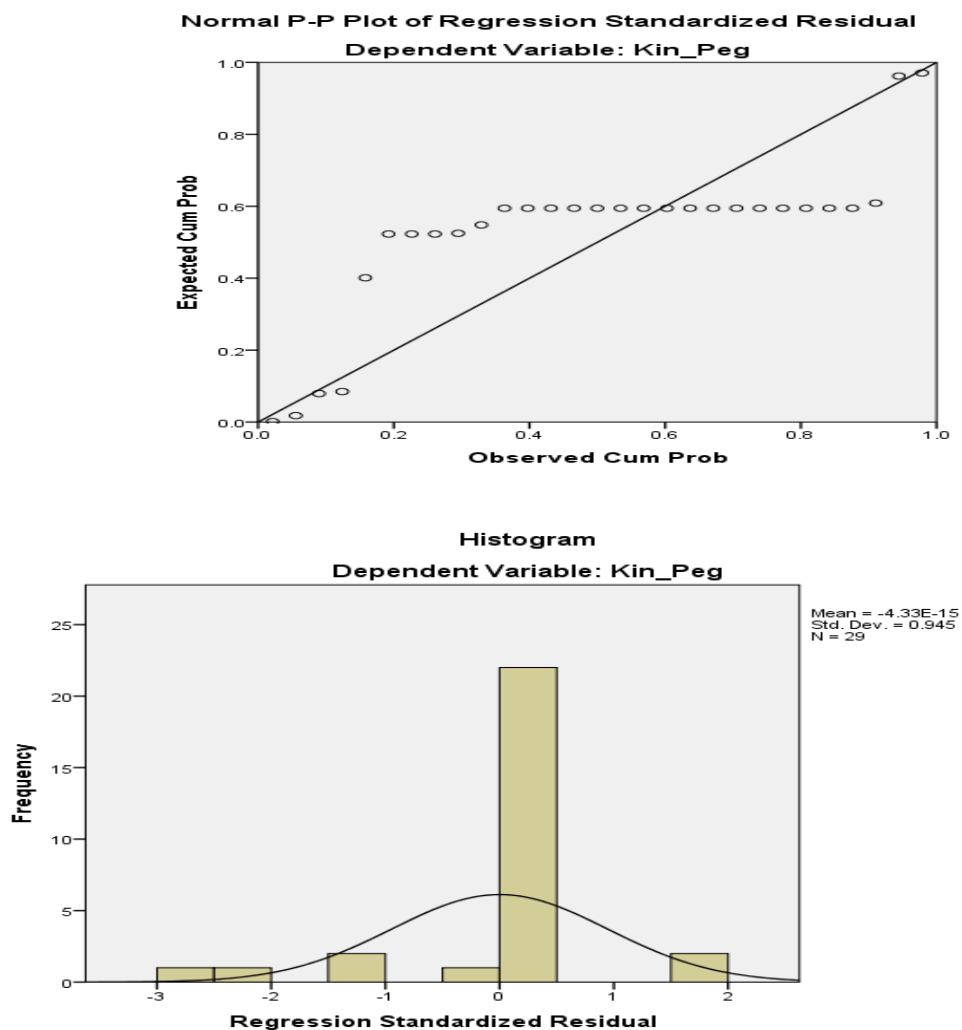 Normal P-P Plot of Regression Standardized Residual
Dependent Variable: Kin_Peg
Expected Cum Prob
1.0
0.8
0.6
0.4
0.2
0.0
0.0 0.2 0.4 0.6 0.8 1.0
Observed Cum Prob
Histogram
Dependent Variable: Kin_Peg
Mean = -4.33E-15
Std. Dev. = 0.945
N = 29
Frequency
25
20
15
10
5
0
-3 -2 -1 0 1 2
Regression Standardized Residual